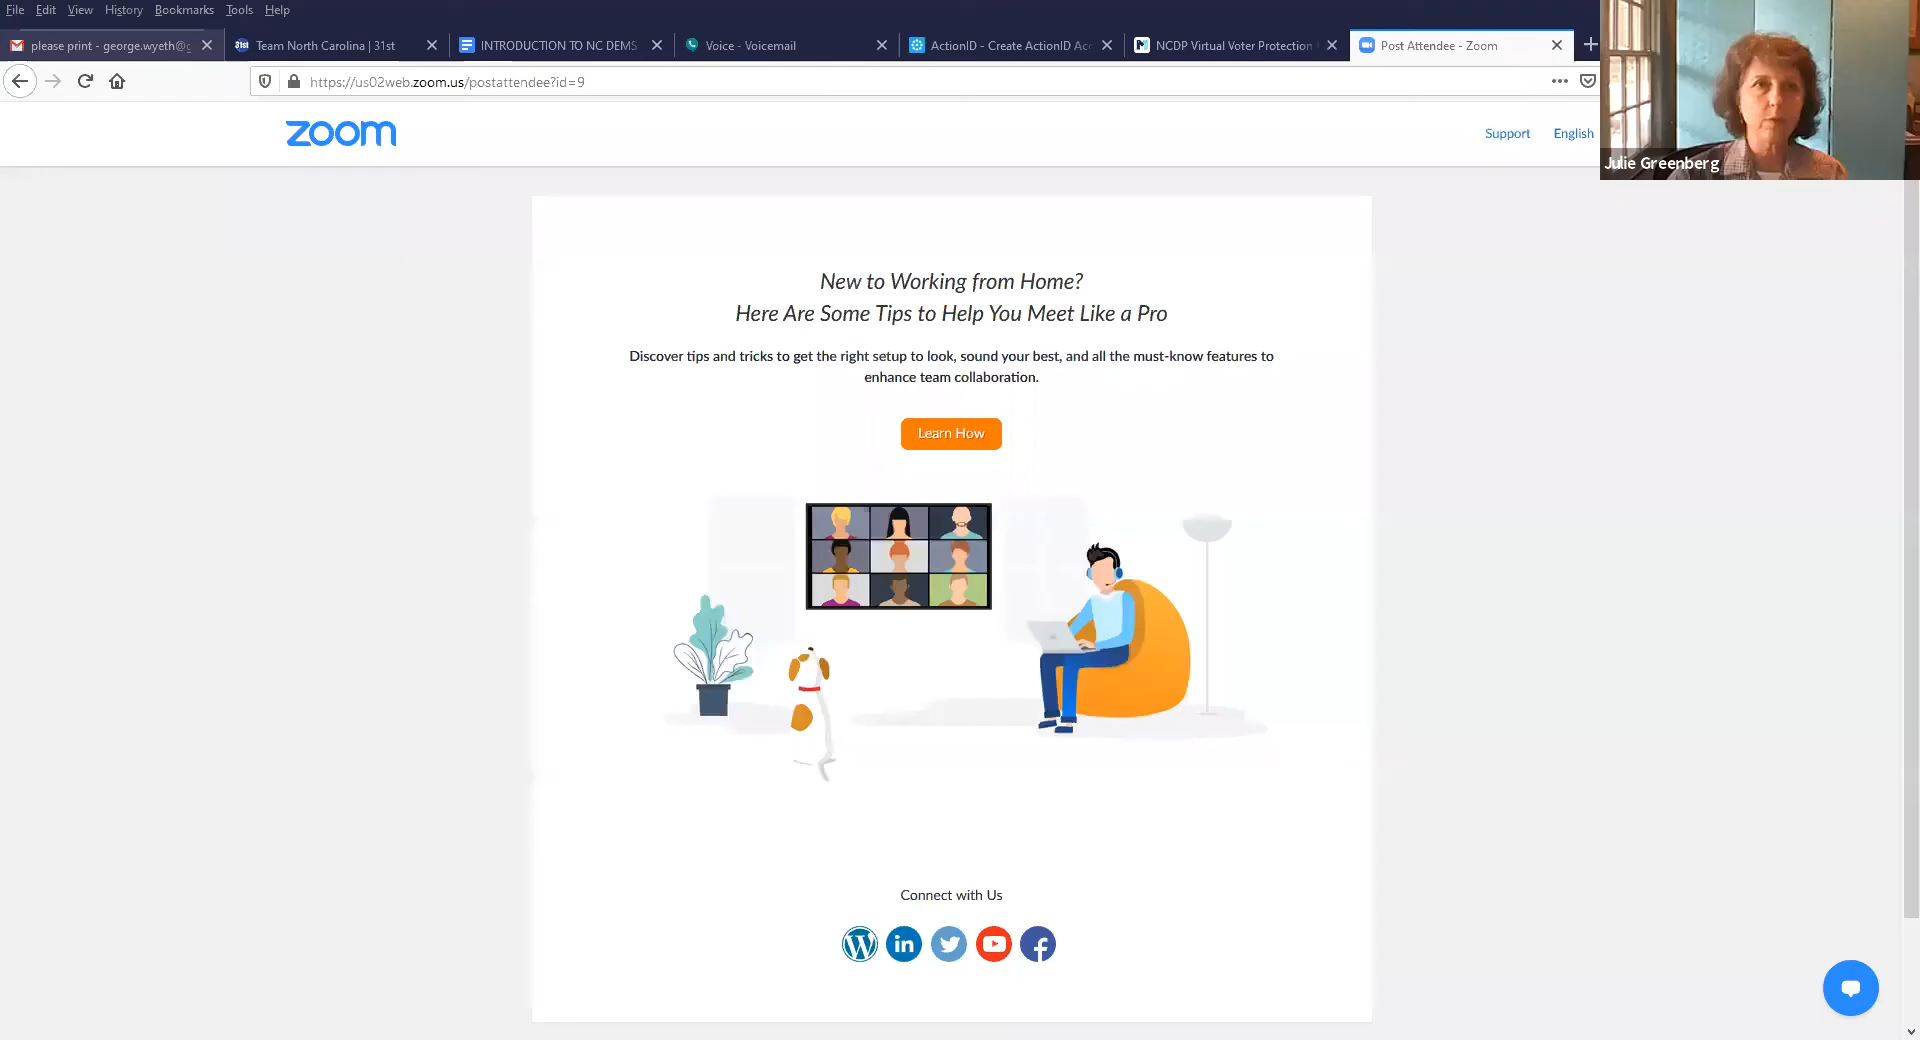 File Edit View History Bookmarks Tools Help
please print - george.wyeth@g
Team North Carolina | 31st
INTRODUCTION TO NC DEMS
Voice - Voicemail
ActionID - Create ActionID Acc
NCDP Virtual Voter Protection
Post Attendee - Zoom
https://us02web.zoom.us/postattendee?id=9
zoom
Support English
Julie Greenberg
New to Working from Home?
Here Are Some Tips to Help You Meet Like a Pro
Discover tips and tricks to get the right setup to look, sound your best, and all the must-know features to
enhance team collaboration.
Learn How
Connect with Us